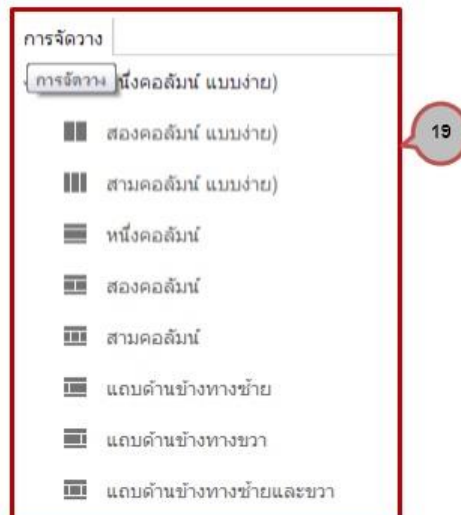 การจัดวาง
การจัดวาง นึ่งคอลัมน์ แบบง่าย)
สองคอลัมน์ แบบง่าย)
19
สามคอลัมน์ แบบง่าย)
หนึ่งคอลัมน์
สองคอลัมน์
สามคอลัมน์
แถบด้านข้างทางซ้าย
แถบด้านข้างทางขวา
แถบด้านข้างทางซ้ายและขวา